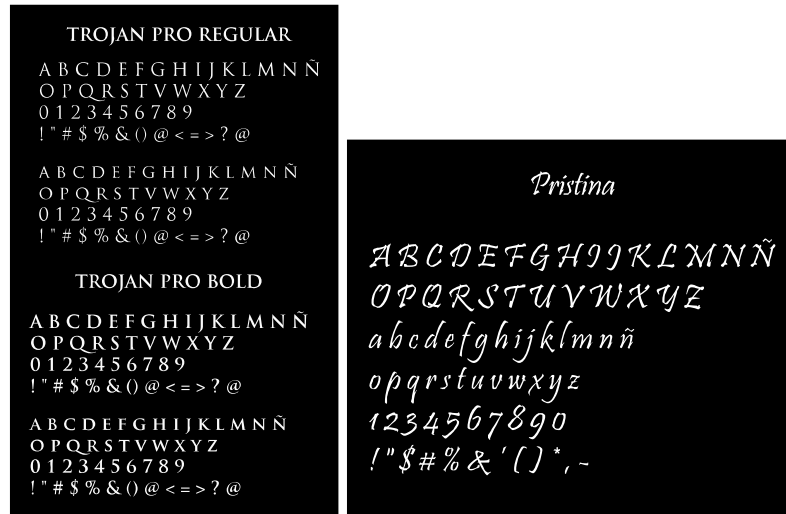 TROJAN PRO REGULAR
A B C D E F G H I J K L M N Ñ
O P Q R S T V W X Y Z
0 1 2 3 4 5 6 7 8 9
! " # $ % & ( ) @ < = > ? @
A B C D E F G H I J K L M N Ñ
O P Q R S T V W X Y Z
0 1 2 3 4 5 6 7 8 9
! " # $ % & ( ) @ < = > ? @
TROJAN PRO BOLD
A B C D E F G H I J K L M N Ñ
O P Q R S T V W X Y Z
0 1 2 3 4 5 6 7 8 9
! " # $ % & ( ) @ < = > ? @
A B C D E F G H I J K L M N Ñ
O P Q R S T V W X Y Z
0 1 2 3 4 5 6 7 8 9
! " # $ % & ( ) @ < = > ? @
Pristina
A B C D E F G H I J K L M N Ñ
O P Q R S T U V W X Y Z
a b c d e f g h i j k l m n ñ
o p q r s t u v w x y z
1 2 3 4 5 6 7 8 9 0
! " $ # % & ' ( ) * , -